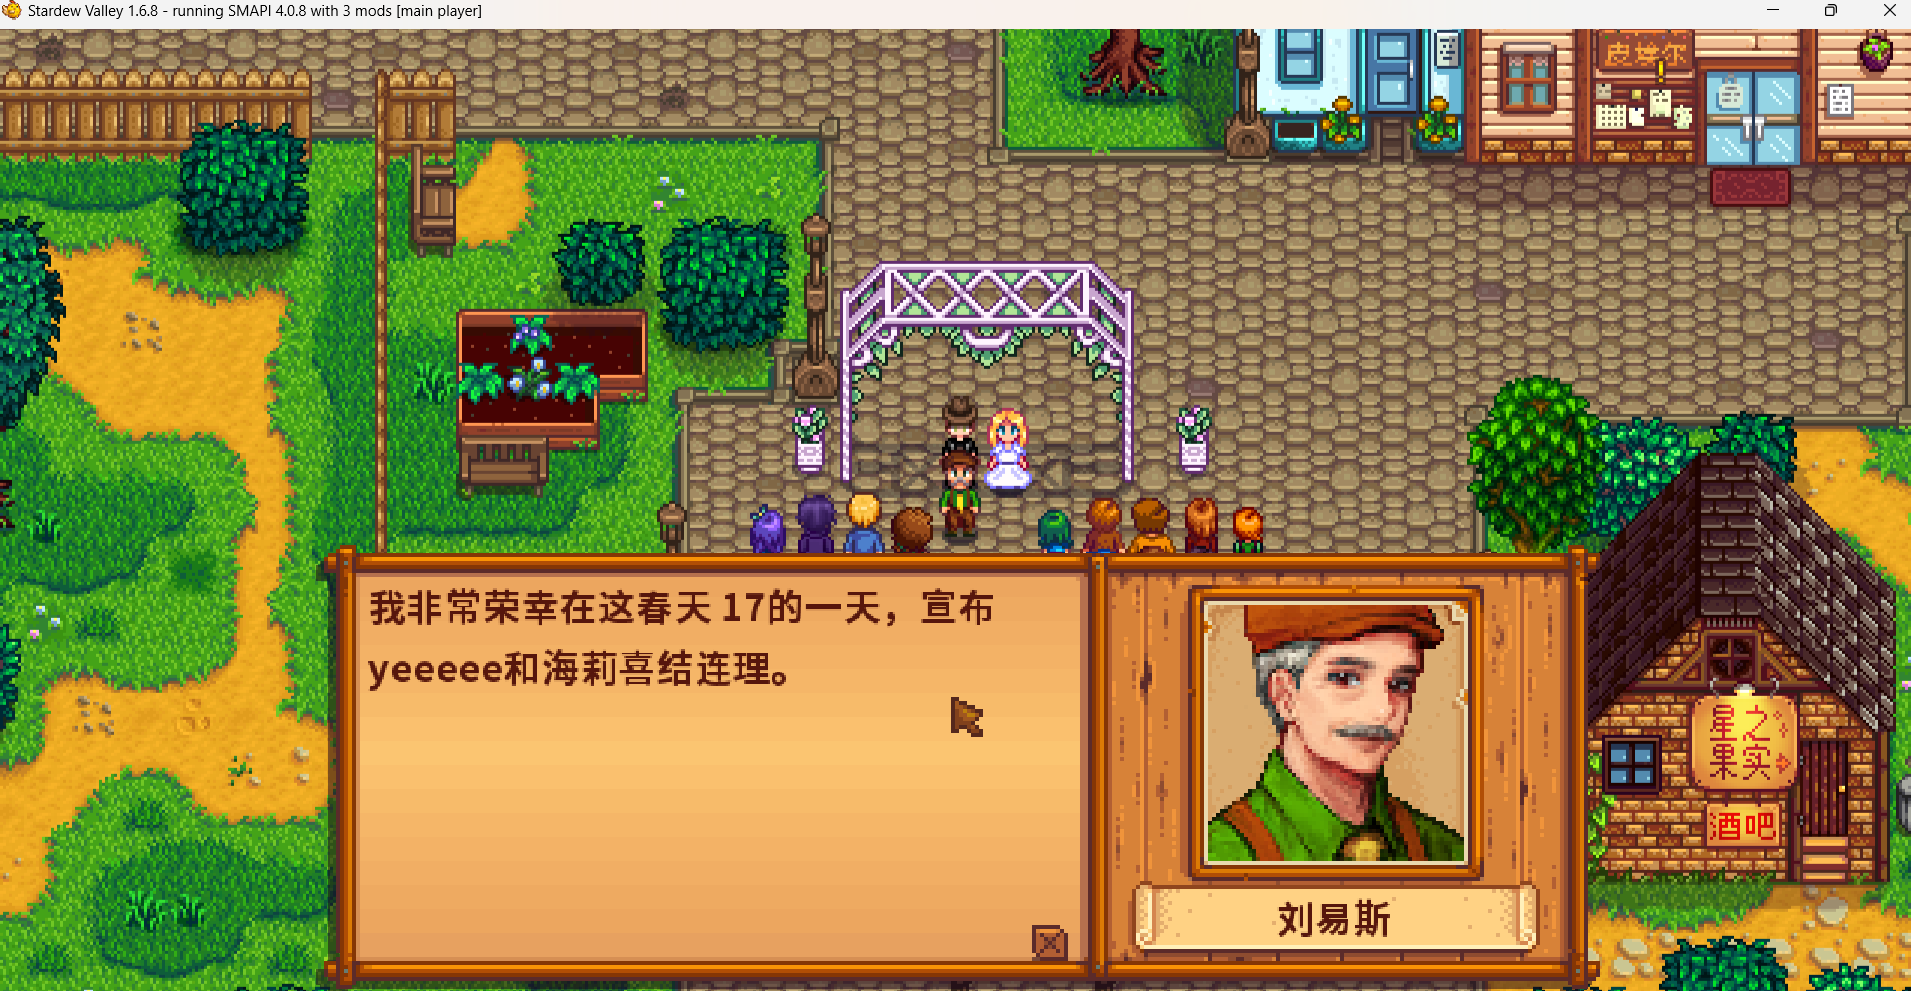 Stardew Valley 1.6.8 - running SMAPI 4.0.8 with 3 mods [main player]
皮埃尔
我非常荣幸在这春天 17的一天，宣布
yeeeee和海莉喜结连理。
刘易斯
星之
果实
酒吧